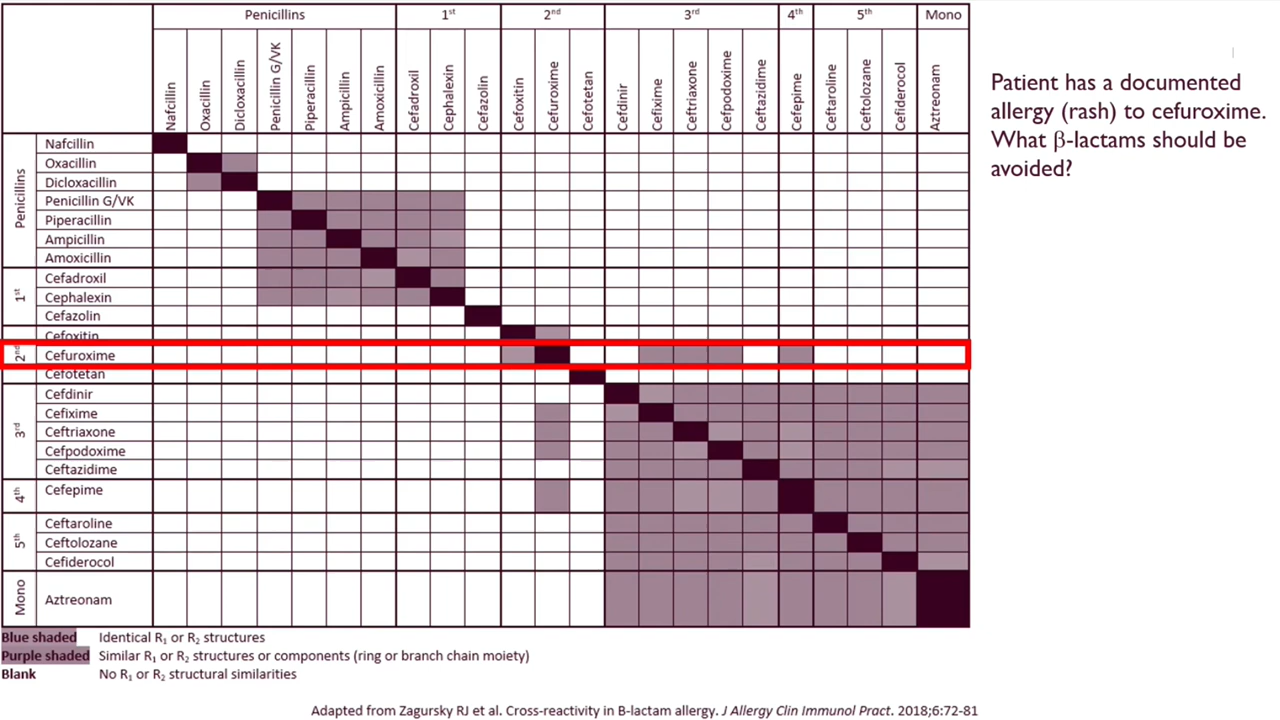 Penicillins 1st 2nd 3rd 4th 5th Mono
Nafcillin Oxacillin Dicloxacillin Penicillin G/VK Piperacillin Ampicillin Amoxicillin Cefadroxil Cephalexin Cefazolin Cefoxitin Cefuroxime Cefotetan Cefdinir Cefixime Ceftriaxone Cefpodoxime Ceftazidime Cefepime Ceftaroline Ceftolozane Cefiderocol Aztreonam
Penicillins
Nafcillin
Oxacillin
Dicloxacillin
Penicillin G/VK
Piperacillin
Ampicillin
Amoxicillin
1st
Cefadroxil
Cephalexin
Cefazolin
2nd
Cefoxitin
Cefuroxime
Cefotetan
3rd
Cefdinir
Cefixime
Ceftriaxone
Cefpodoxime
Ceftazidime
4th
Cefepime
5th
Ceftaroline
Ceftolozane
Cefiderocol
Mono
Aztreonam
Blue shaded Identical R1 or R2 structures
Purple shaded Similar R1 or R2 structures or components (ring or branch chain moiety)
Blank No R1 or R2 structural similarities
Patient has a documented
allergy (rash) to cefuroxime.
What β-lactams should be
avoided?
Adapted from Zagursky RJ et al. Cross-reactivity in B-lactam allergy. J Allergy Clin Immunol Pract. 2018;6:72-81